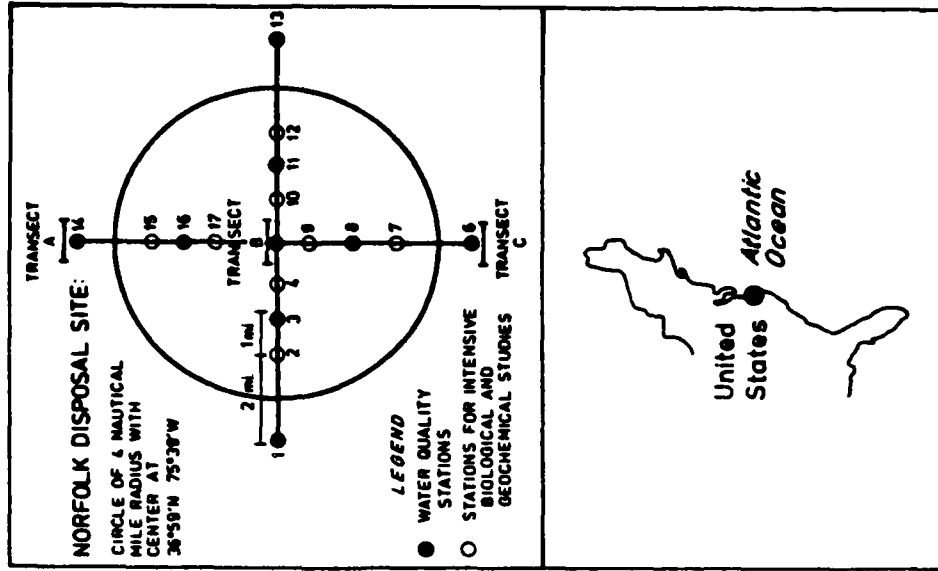 NORFOLK DISPOSAL SITE:
CIRCLE OF 4 NAUTICAL
MILE RADIUS WITH
CENTER AT
36°59'N 75°39'W
TRANSECT
A
14
15
16
17
TRANSECT
B
1
2 mi
2
1 mi
3
4
10
11
12
13
9
8
7
6
TRANSECT
C
LEGEND
WATER QUALITY
STATIONS
STATIONS FOR INTENSIVE
BIOLOGICAL AND
GEOCHEMICAL STUDIES
United
States
Atlantic
Ocean